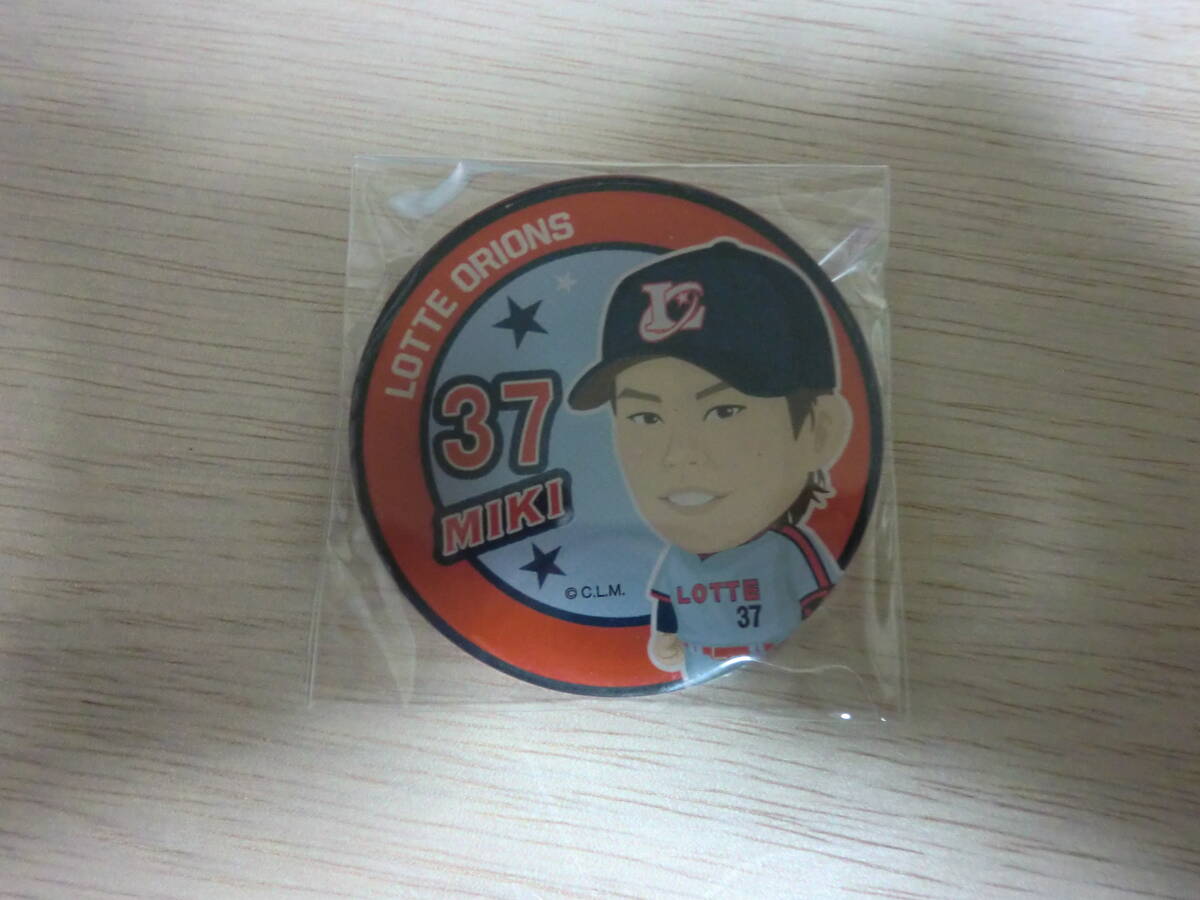 LOTTE ORIONS
37
MIKI
© C.L.M.
LOTTE
37